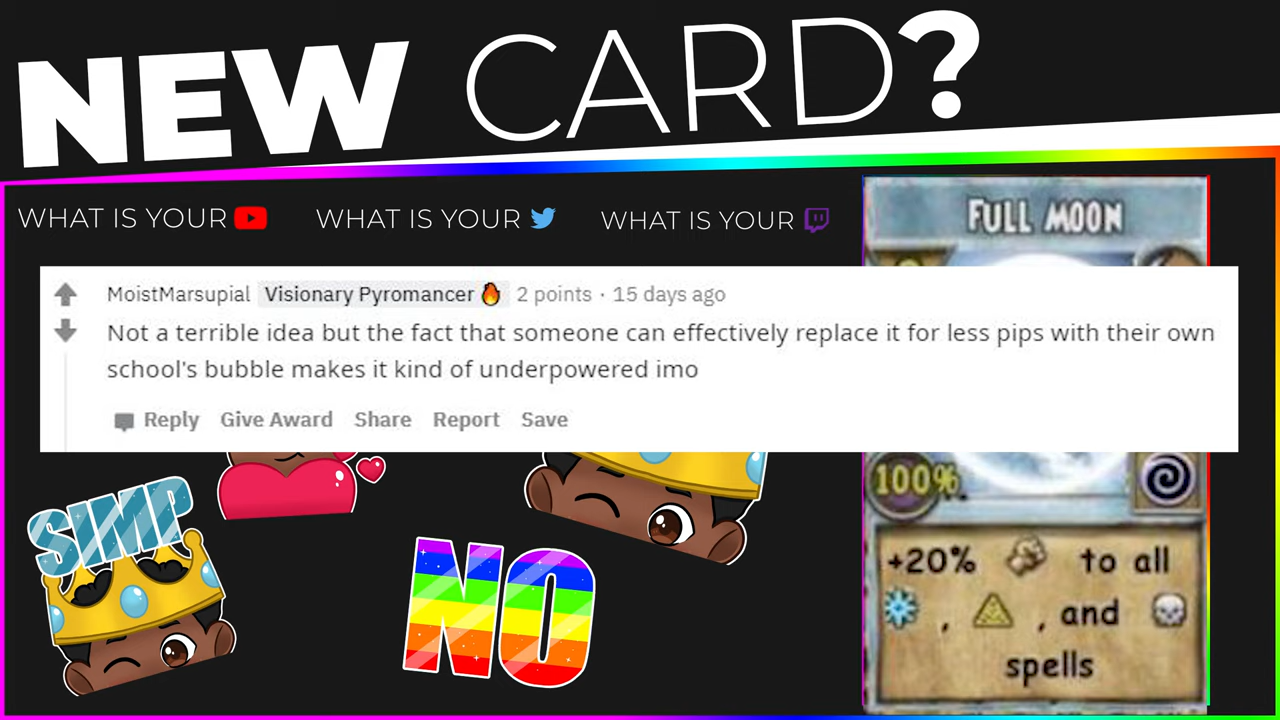 NEW CARD?
WHAT IS YOUR
WHAT IS YOUR
WHAT IS YOUR
FULL MOON
MoistMarsupial Visionary Pyromancer 2 points · 15 days ago
Not a terrible idea but the fact that someone can effectively replace it for less pips with their own
school's bubble makes it kind of underpowered imo
Reply Give Award Share Report Save
100%
SIMP
NO
+20% to all
, , and
spells